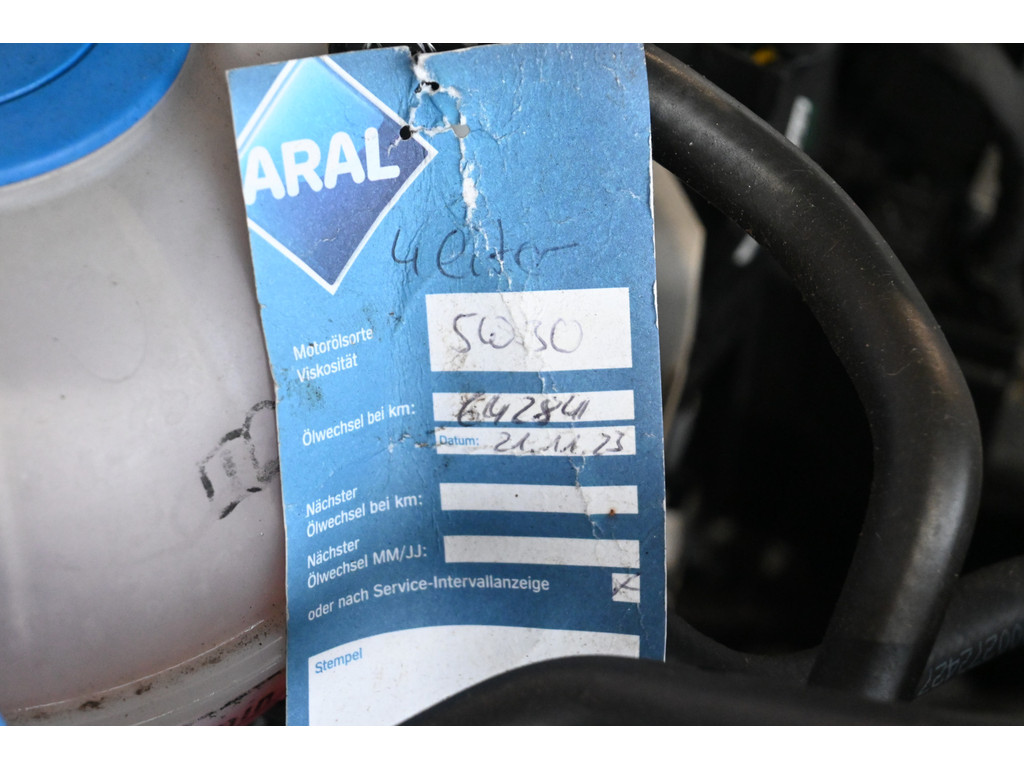 ARAL
4 Liter
Motorölsorte
Viskosität
5W30
Ölwechsel bei km: 64284
Datum: 21.11.23
Nächster
Ölwechsel bei km:
Nächster
Ölwechsel MM/JJ:
oder nach Service-Intervallanzeige
Stempel